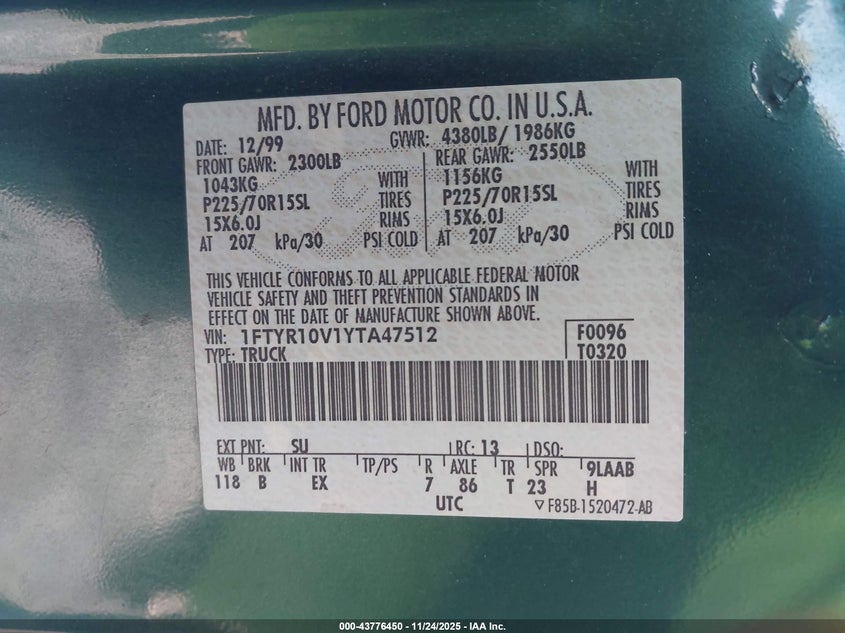 MFD. BY FORD MOTOR CO. IN U.S.A.
DATE: 12/99 GVWR: 4380LB/ 1986KG
FRONT GAWR: 2300LB REAR GAWR: 2550LB
1043KG WITH 1156KG WITH
P225/70R15SL TIRES P225/70R15SL TIRES
15X6.0J RIMS 15X6.0J RIMS
AT 207 kPa/30 PSI COLD AT 207 kPa/30 PSI COLD
THIS VEHICLE CONFORMS TO ALL APPLICABLE FEDERAL MOTOR
VEHICLE SAFETY AND THEFT PREVENTION STANDARDS IN
EFFECT ON THE DATE OF MANUFACTURE SHOWN ABOVE.
VIN: 1FTYR10V1YTA47512 F0096
TYPE: TRUCK T0320
EXT PNT: SU RC: 13 DSO:
WB BRK INT TR TP/PS R AXLE TR SPR 9LAAB
118 B EX 7 86 T 23 H
UTC ▽ F85B-1520472-AB
000-43776450 - 11/24/2025 - IAA Inc.